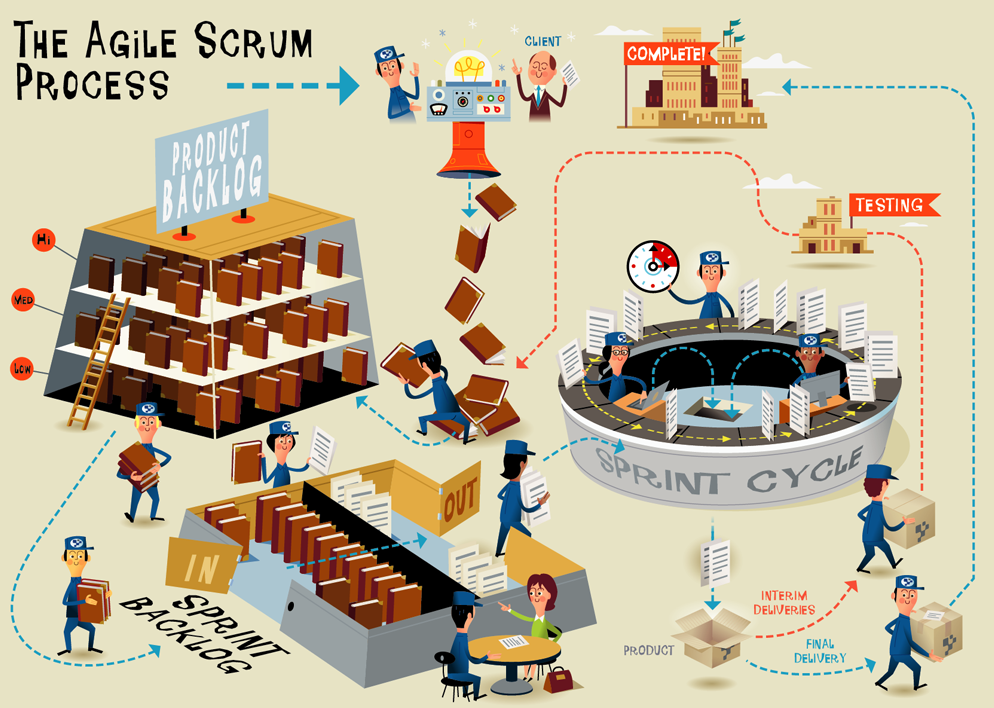 THE AGILE SCRUM
PROCESS
CLIENT
COMPLETE!
PRODUCT
BACKLOG
HI
MED
LOW
TESTING
SPRINT CYCLE
OUT
IN
SPRINT
BACKLOG
INTERIM
DELIVERIES
PRODUCT
FINAL
DELIVERY